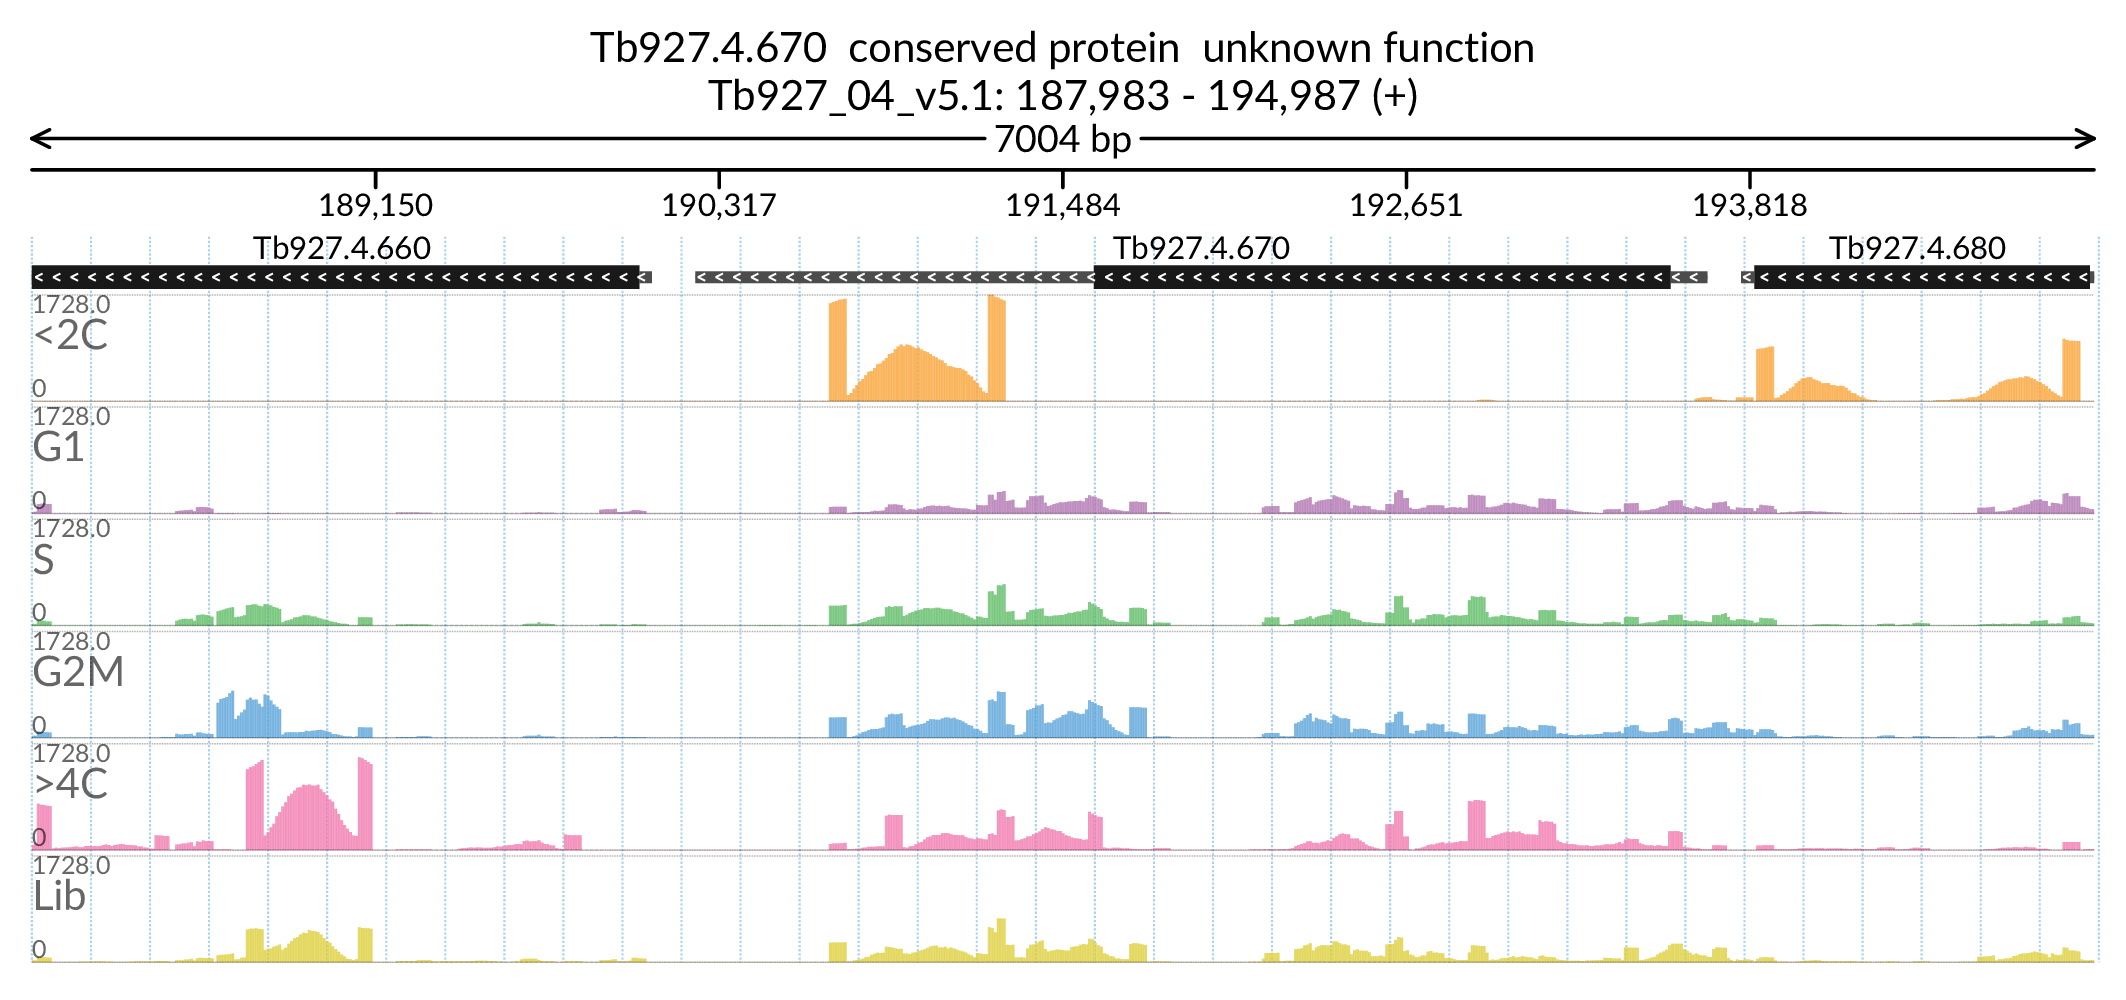 Tb927.4.670  conserved protein  unknown function
Tb927_04_v5.1: 187,983 - 194,987 (+)
7004 bp
189,150 190,317 191,484 192,651 193,818
Tb927.4.660 Tb927.4.670 Tb927.4.680
1728.0
<2C
0
1728.0
G1
0
1728.0
S
0
1728.0
G2M
0
1728.0
>4C
0
1728.0
Lib
0